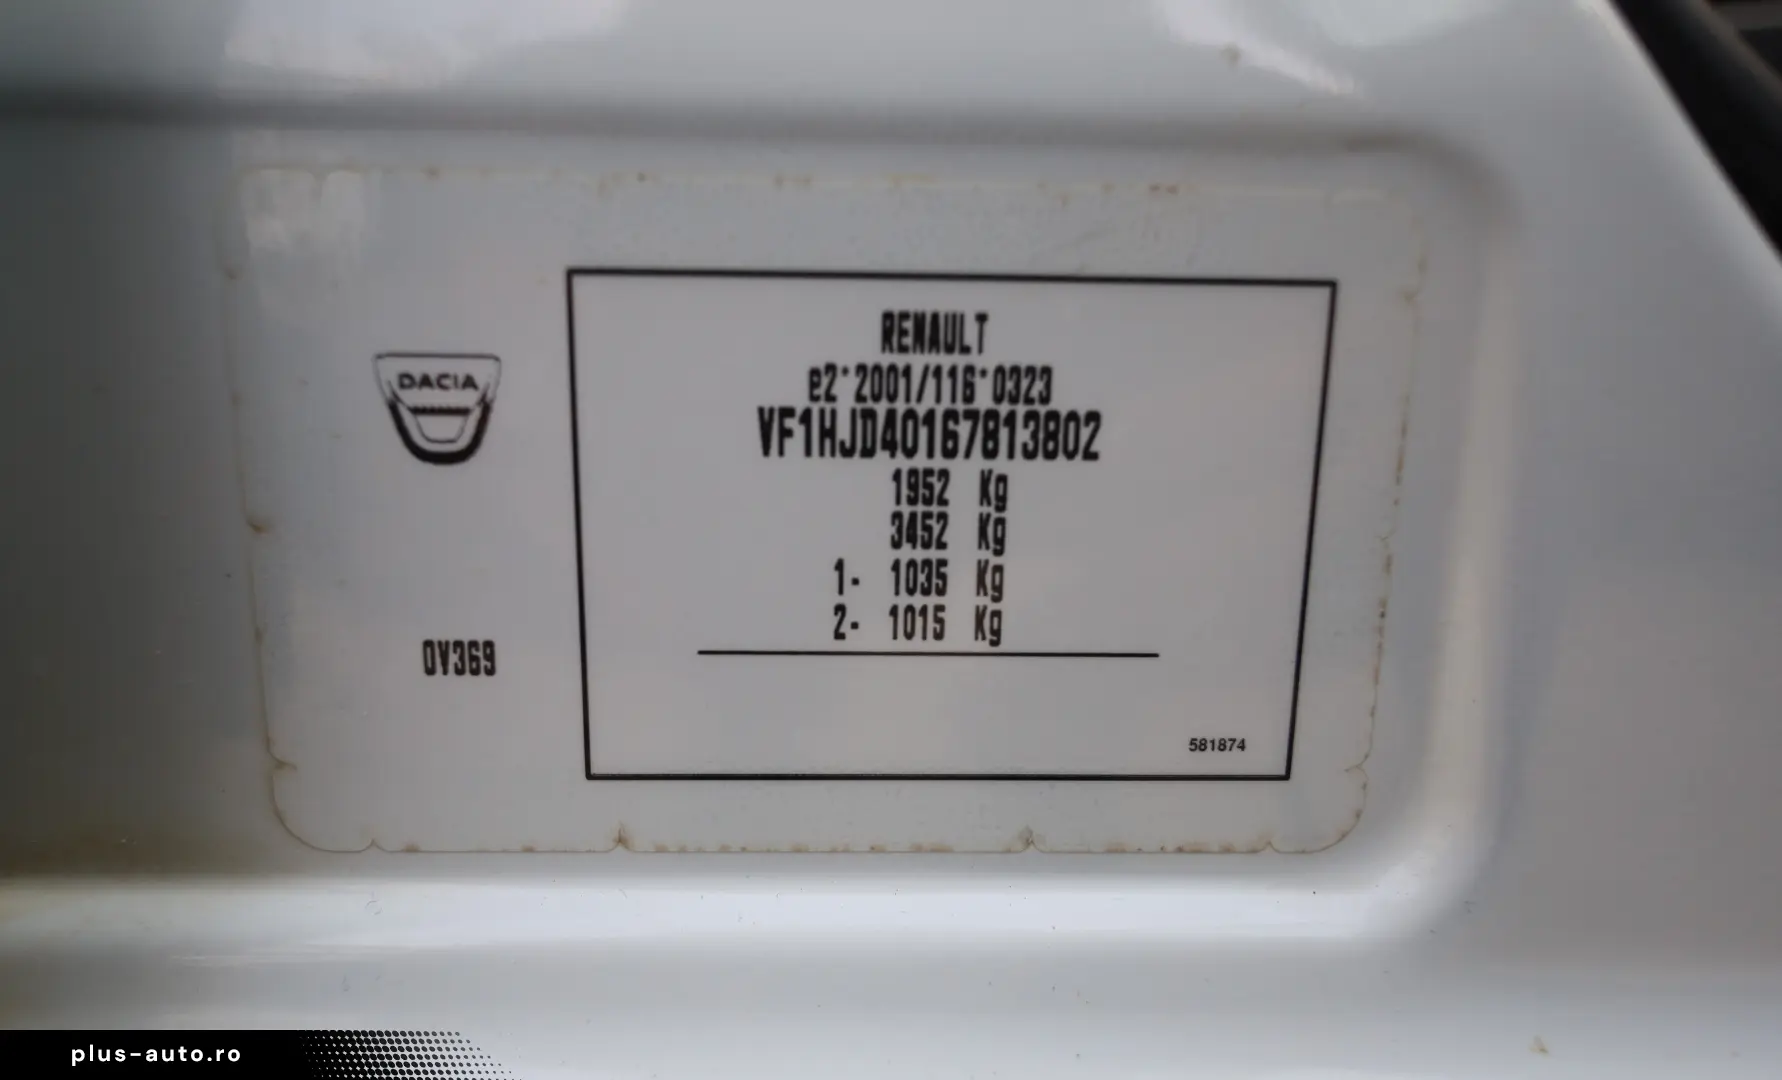 DACIA
RENAULT
e2*2001/116*0323
VF1HJD40167813802
1952 Kg
3452 Kg
1- 1035 Kg
2- 1015 Kg
0V369
581874
plus-auto.ro